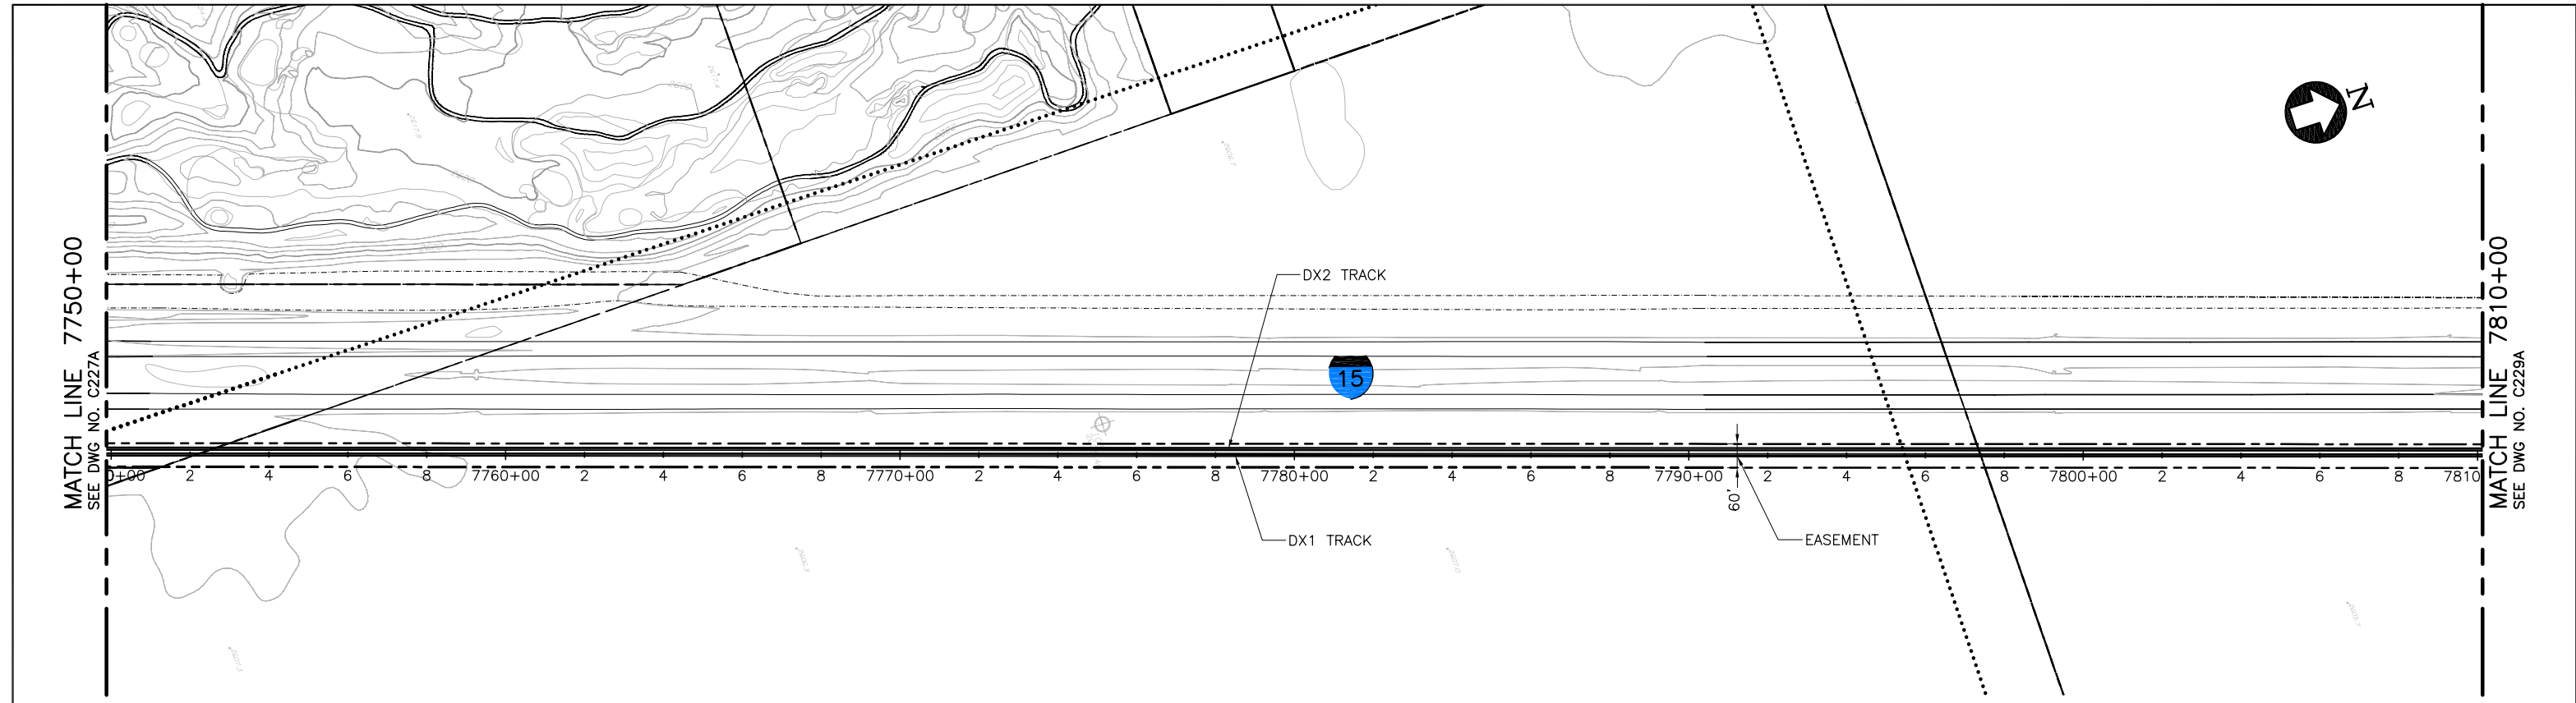 N
MATCH LINE 7750+00
SEE DWG NO. C227A
DX2 TRACK
15
0+00 2 4 6 8 7760+00 2 4 6 8 7770+00 2 4 6 8 7780+00 2 4 6 8 7790+00 2 4 6 8 7800+00 2 4 6 8 7810
60'
DX1 TRACK
EASEMENT
MATCH LINE 7810+00
SEE DWG NO. C229A